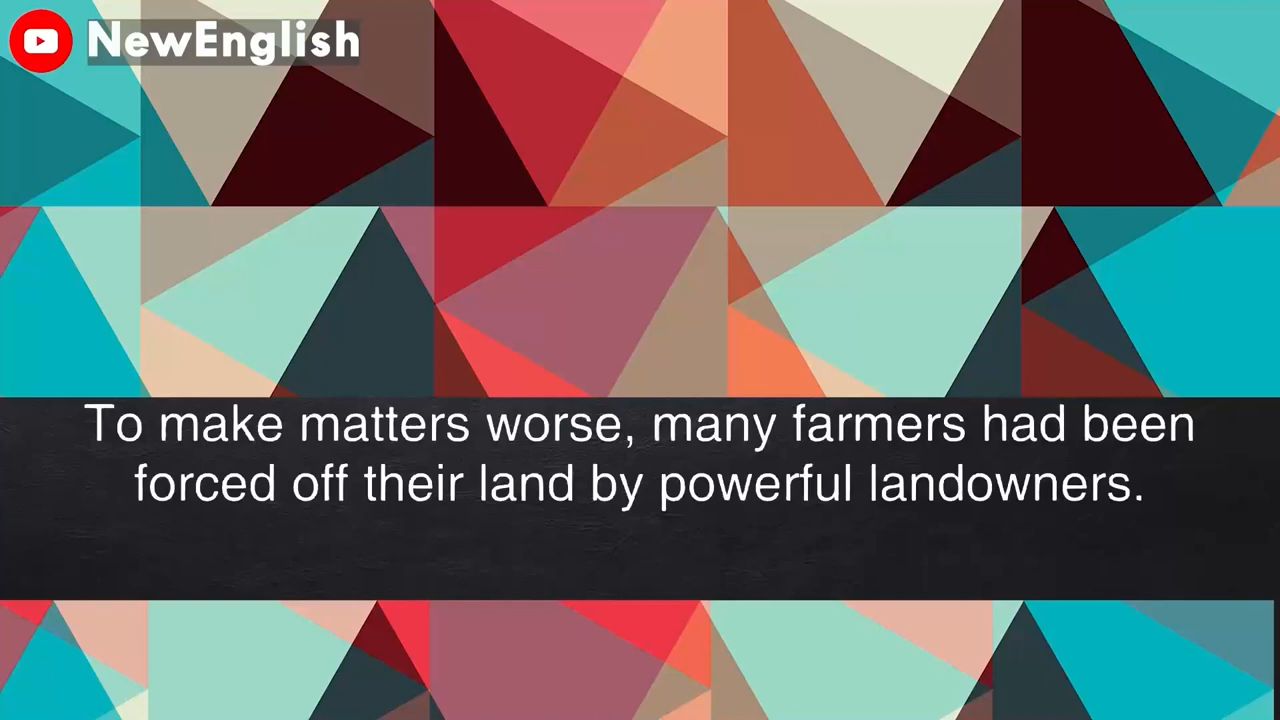 NewEnglish
To make matters worse, many farmers had been
forced off their land by powerful landowners.